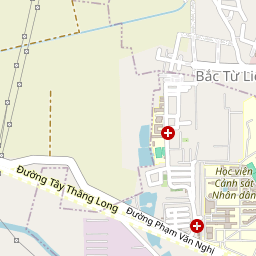 Bắc Từ Liê
Học viện
Cảnh sát
Nhân dân
Đường Tây Thăng Long
Đường Phạm Văn Nghị